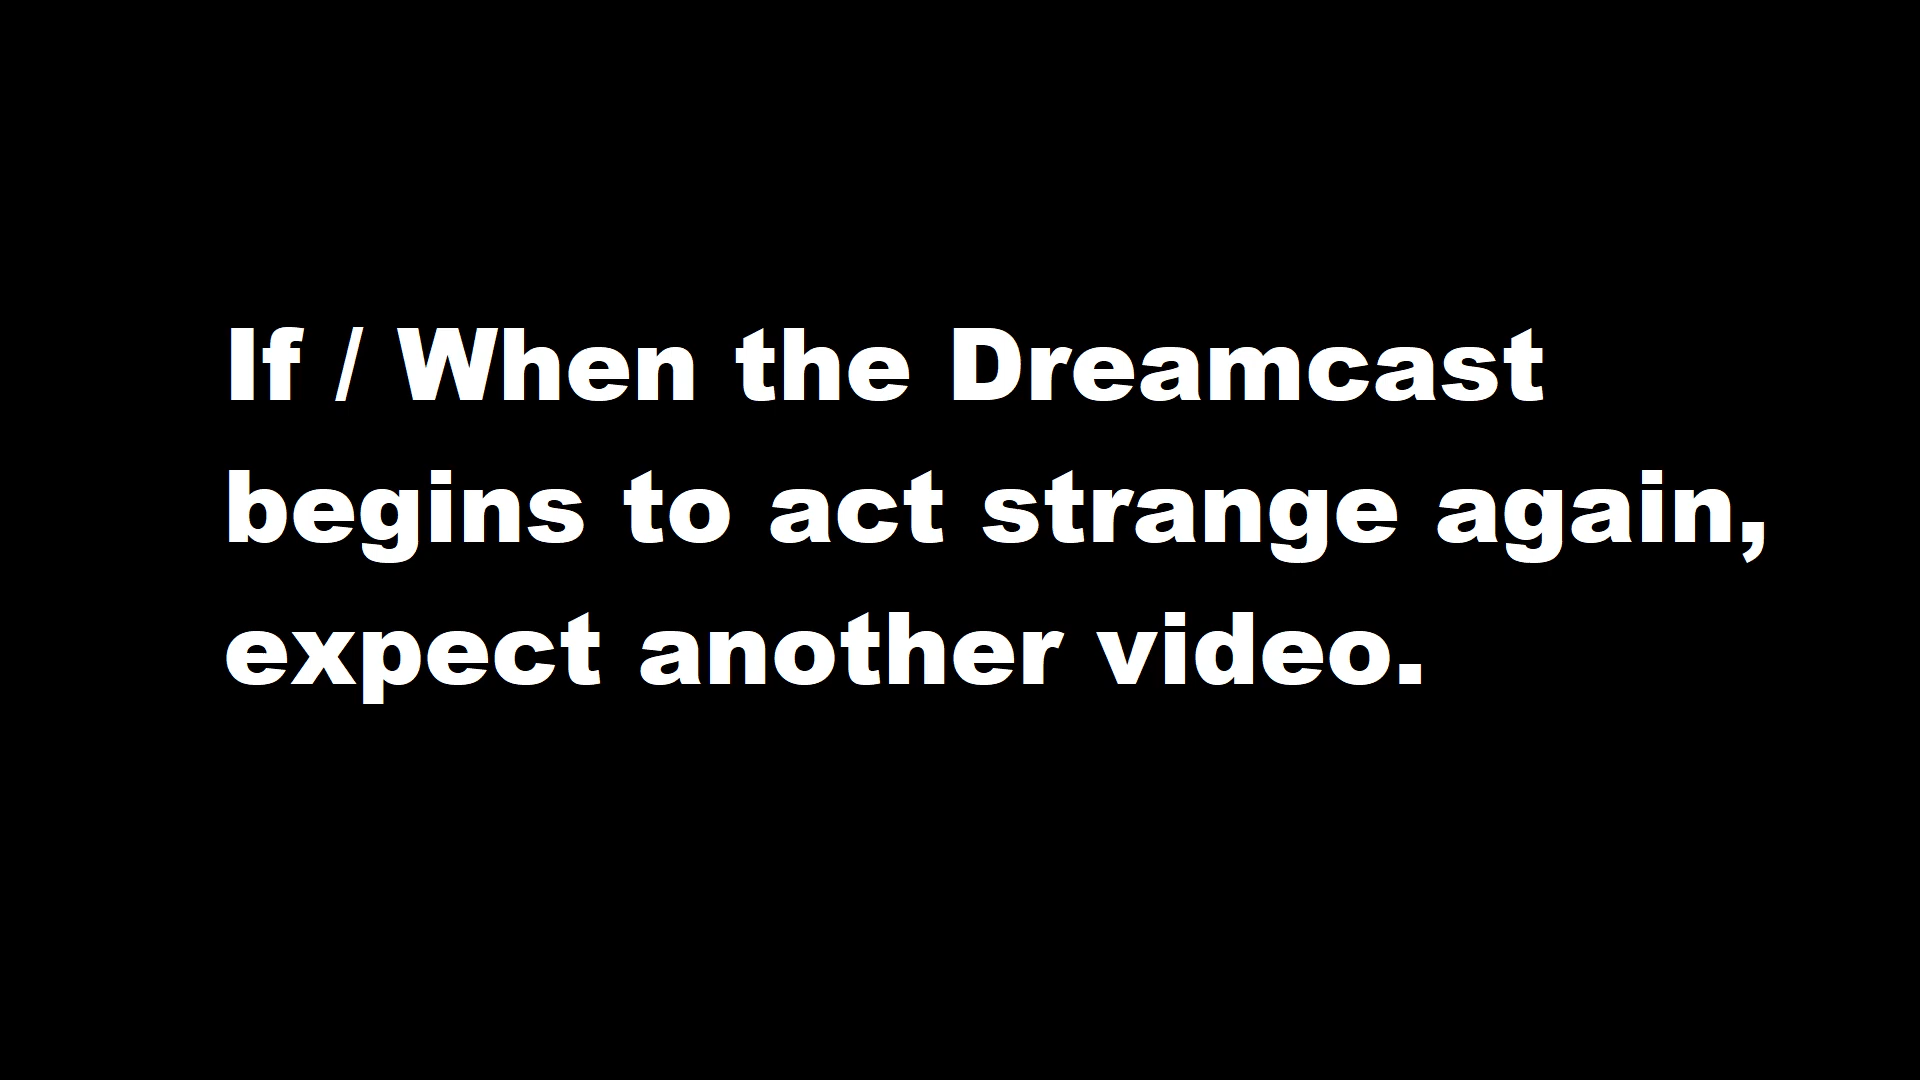 If / When the Dreamcast
begins to act strange again,
expect another video.